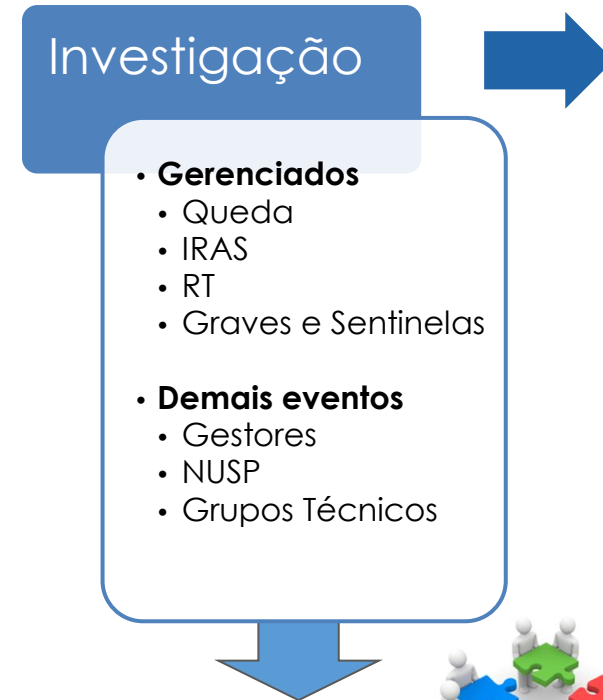 Investigação
• Gerenciados
• Queda
• IRAS
• RT
• Graves e Sentinelas
• Demais eventos
• Gestores
• NUSP
• Grupos Técnicos